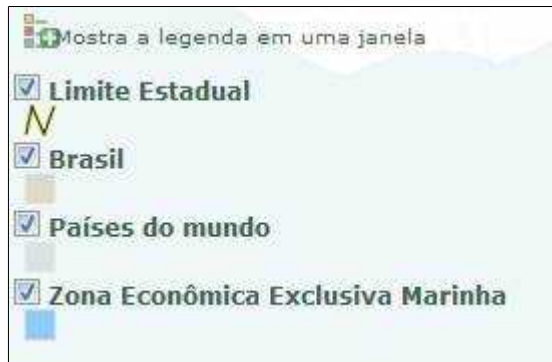 Mostra a legenda em uma janela
Limite Estadual
Brasil
Países do mundo
Zona Econômica Exclusiva Marinha